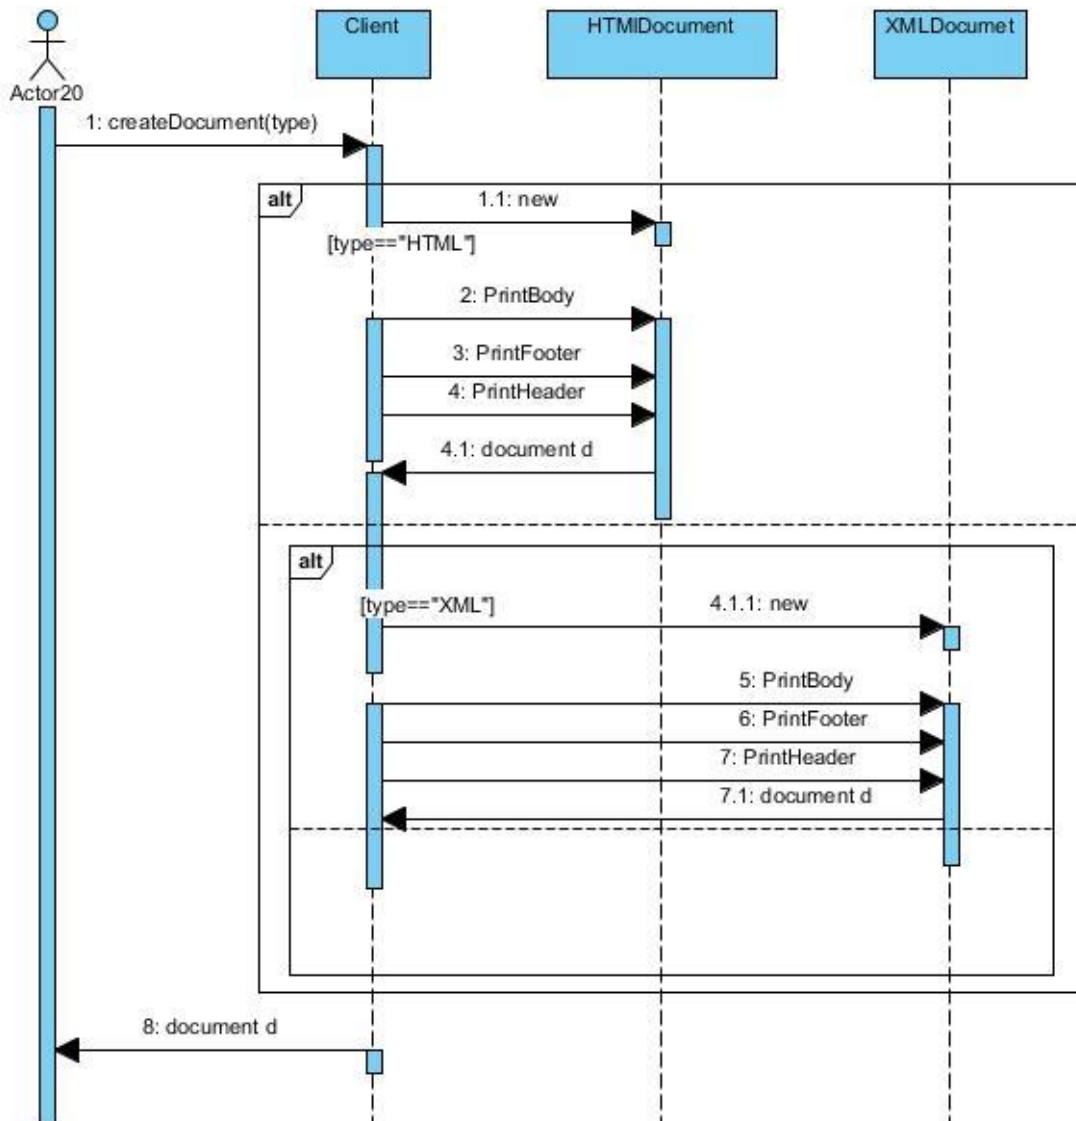 Client
HTMlDocument
XMLDocumet
Actor20
1: createDocument(type)
alt
1.1: new
[type=="HTML"]
2: PrintBody
3: PrintFooter
4: PrintHeader
4.1: document d
alt
[type=="XML"]
4.1.1: new
5: PrintBody
6: PrintFooter
7: PrintHeader
7.1: document d
8: document d